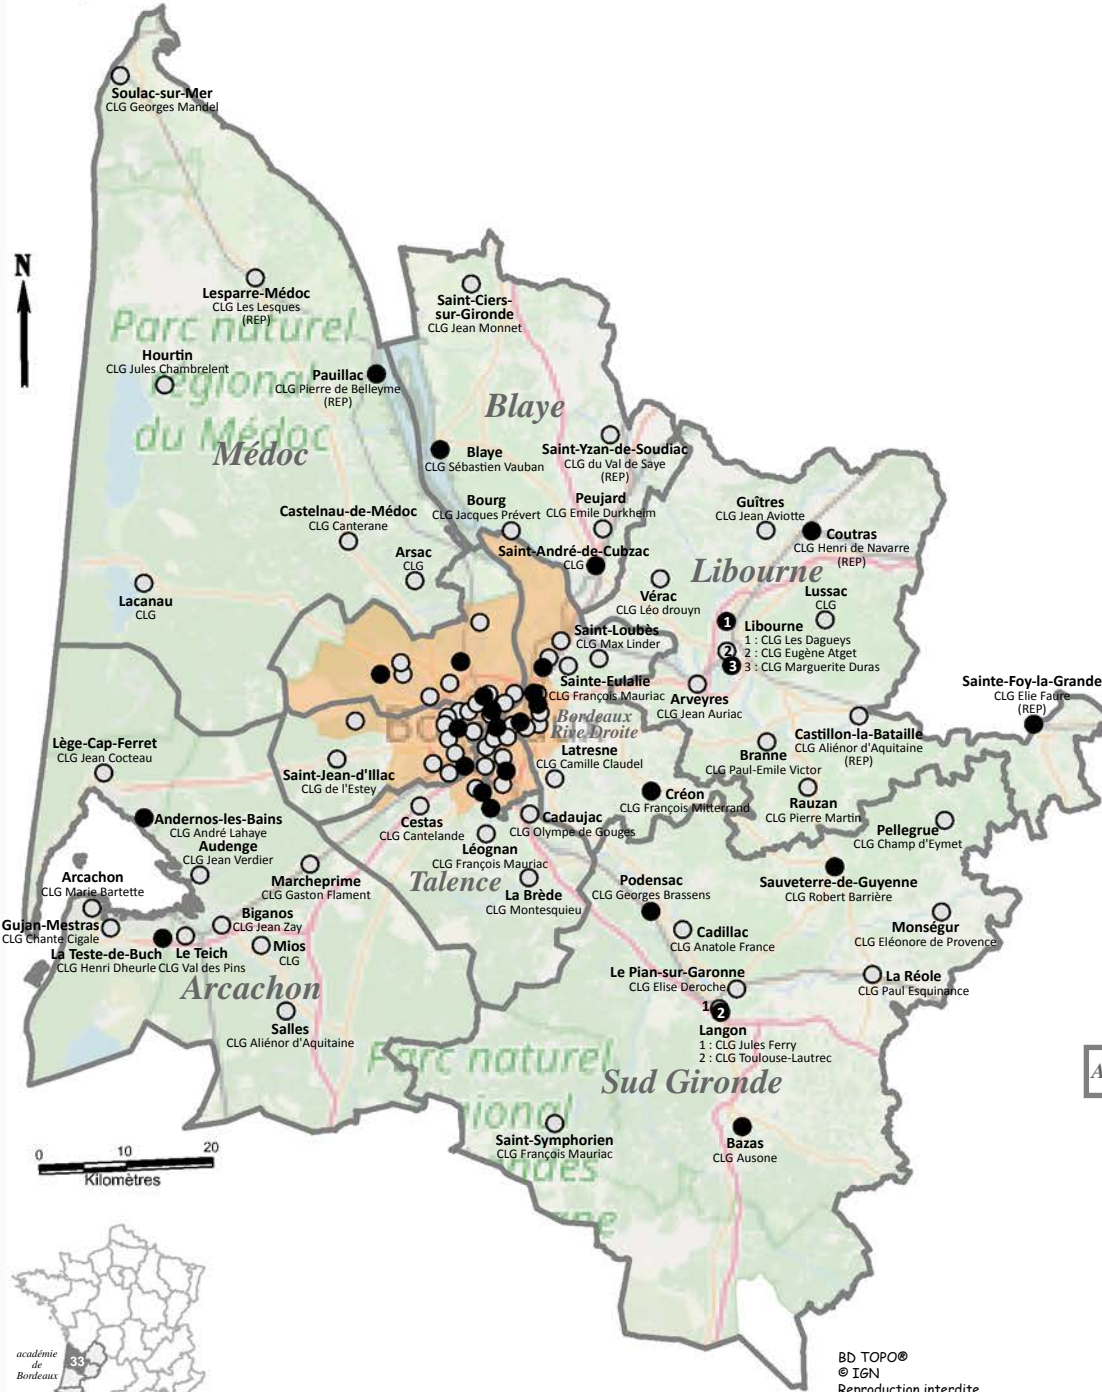 Soulac-sur-Mer
CLG Georges Mandel
N
Lesparre-Médoc
CLG Les Lesques
(REP)
Saint-Ciers-
sur-Gironde
CLG Jean Monnet
Parc naturel
régional
du Médoc
Hourtin
CLG Jules Chambrelent
Pauillac
CLG Pierre de Belleyme
(REP)
Médoc
Blaye
Blaye
CLG Sébastien Vauban
Saint-Yzan-de-Soudiac
CLG du Val de Saye
(REP)
Castelnau-de-Médoc
CLG Canterane
Bourg
CLG Jacques Prévert
Peujard
CLG Emile Durkheim
Guîtres
CLG Jean Aviotte
Coutras
CLG Henri de Navarre
(REP)
Arsac
CLG
Saint-André-de-Cubzac
CLG
Libourne
Lacanau
CLG
Vérac
CLG Léo drouyn
Lussac
CLG
1
2
3
Libourne
1 : CLG Les Dagueys
2 : CLG Eugène Atget
3 : CLG Marguerite Duras
Saint-Loubès
CLG Max Linder
Sainte-Eulalie
CLG François Mauriac
Arveyres
CLG Jean Auriac
Sainte-Foy-la-Grande
CLG Elie Faure
(REP)
Bordeaux
Rive Droite
Castillon-la-Bataille
CLG Aliénor d'Aquitaine
(REP)
Lège-Cap-Ferret
CLG Jean Cocteau
Saint-Jean-d'Illac
CLG de l'Estey
Latresne
CLG Camille Claudel
Branne
CLG Paul-Emile Victor
Créon
CLG François Mitterrand
Rauzan
CLG Pierre Martin
Andernos-les-Bains
CLG André Lahaye
Cestas
CLG Cantelande
Cadaujac
CLG Olympe de Gouges
Pellegrue
CLG Champ d'Eymet
Audenge
CLG Jean Verdier
Léognan
CLG François Mauriac
Arcachon
CLG Marie Bartette
Marcheprime
CLG Gaston Flament
Talence
La Brède
CLG Montesquieu
Podensac
CLG Georges Brassens
Sauveterre-de-Guyenne
CLG Robert Barrière
Gujan-Mestras
CLG Chante Cigale
Biganos
CLG Jean Zay
Cadillac
CLG Anatole France
Monségur
CLG Eléonore de Provence
La Teste-de-Buch
CLG Henri Dheurle
Le Teich
CLG Val des Pins
Mios
CLG
Le Pian-sur-Garonne
CLG Elise Deroche
La Réole
CLG Paul Esquinance
Arcachon
1
2
Langon
1 : CLG Jules Ferry
2 : CLG Toulouse-Lautrec
Salles
CLG Aliénor d'Aquitaine
Parc naturel
Sud Gironde
A
Saint-Symphorien
CLG François Mauriac
Bazas
CLG Ausone
0 10 20
Kilomètres
académie
de
Bordeaux
33
BD TOPO®
© IGN
Reproduction interdite